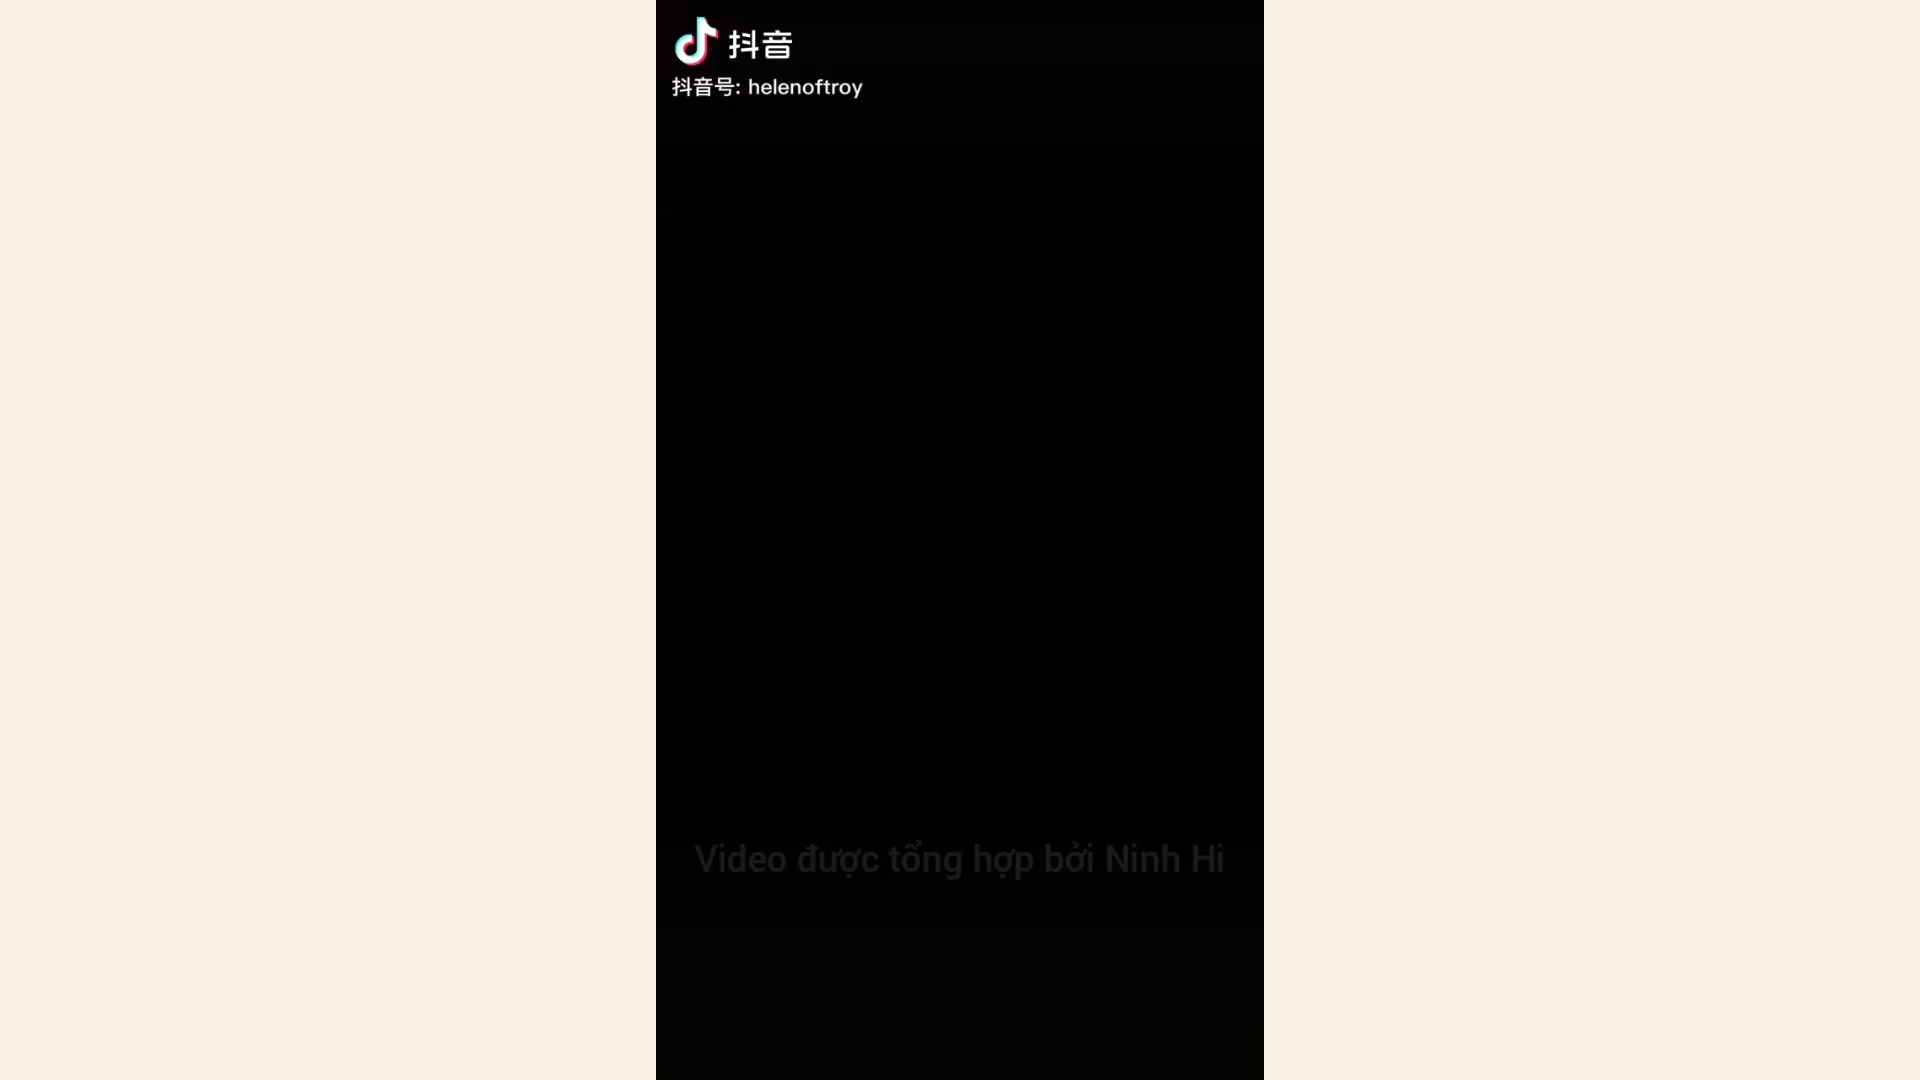 抖音
抖音号: helenoftroy
Video được tổng hợp bởi Ninh Hi